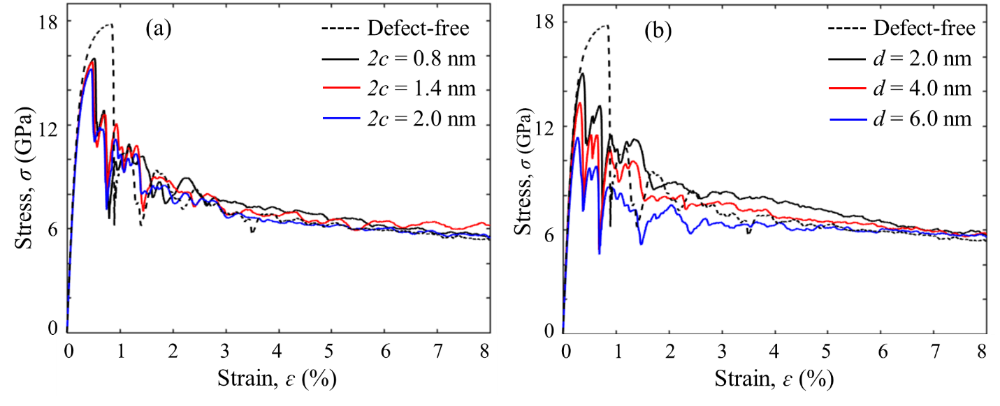 (a)
Defect-free
2c = 0.8 nm
2c = 1.4 nm
2c = 2.0 nm
18
12
6
0
Stress, σ (GPa)
0 1 2 3 4 5 6 7 8
Strain, ε (%)
(b)
Defect-free
d = 2.0 nm
d = 4.0 nm
d = 6.0 nm
18
12
6
0
Stress, σ (GPa)
0 1 2 3 4 5 6 7 8
Strain, ε (%)